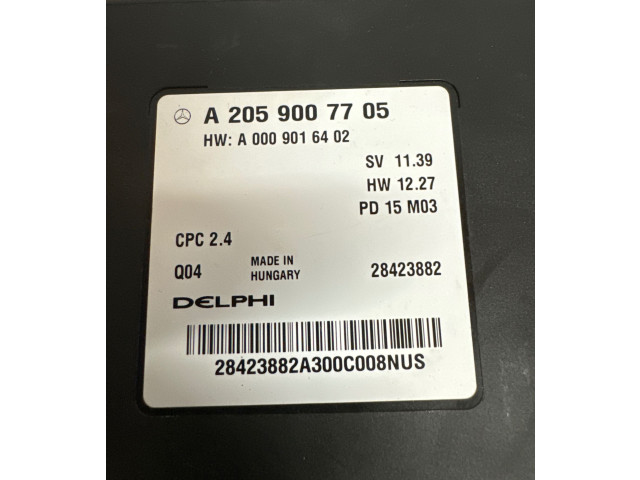 A 205 900 77 05
HW: A 000 901 64 02
SV 11.39
HW 12.27
PD 15 M03
CPC 2.4
Q04 MADE IN HUNGARY 28423882
DELPHI
28423882A300C008NUS